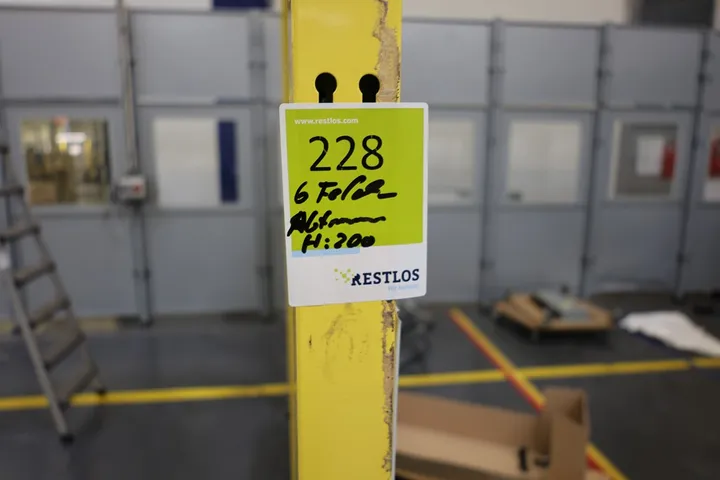 www.restlos.com
228
6 Felder
H: 200
RESTLOS